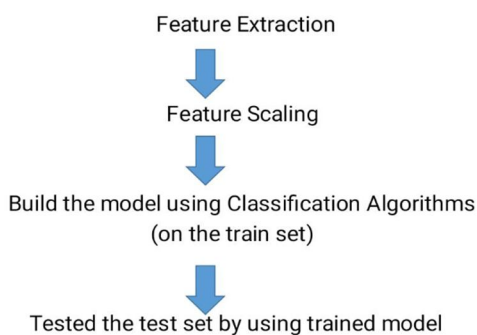 Feature Extraction
Feature Scaling
Build the model using Classification Algorithms
(on the train set)
Tested the test set by using trained model